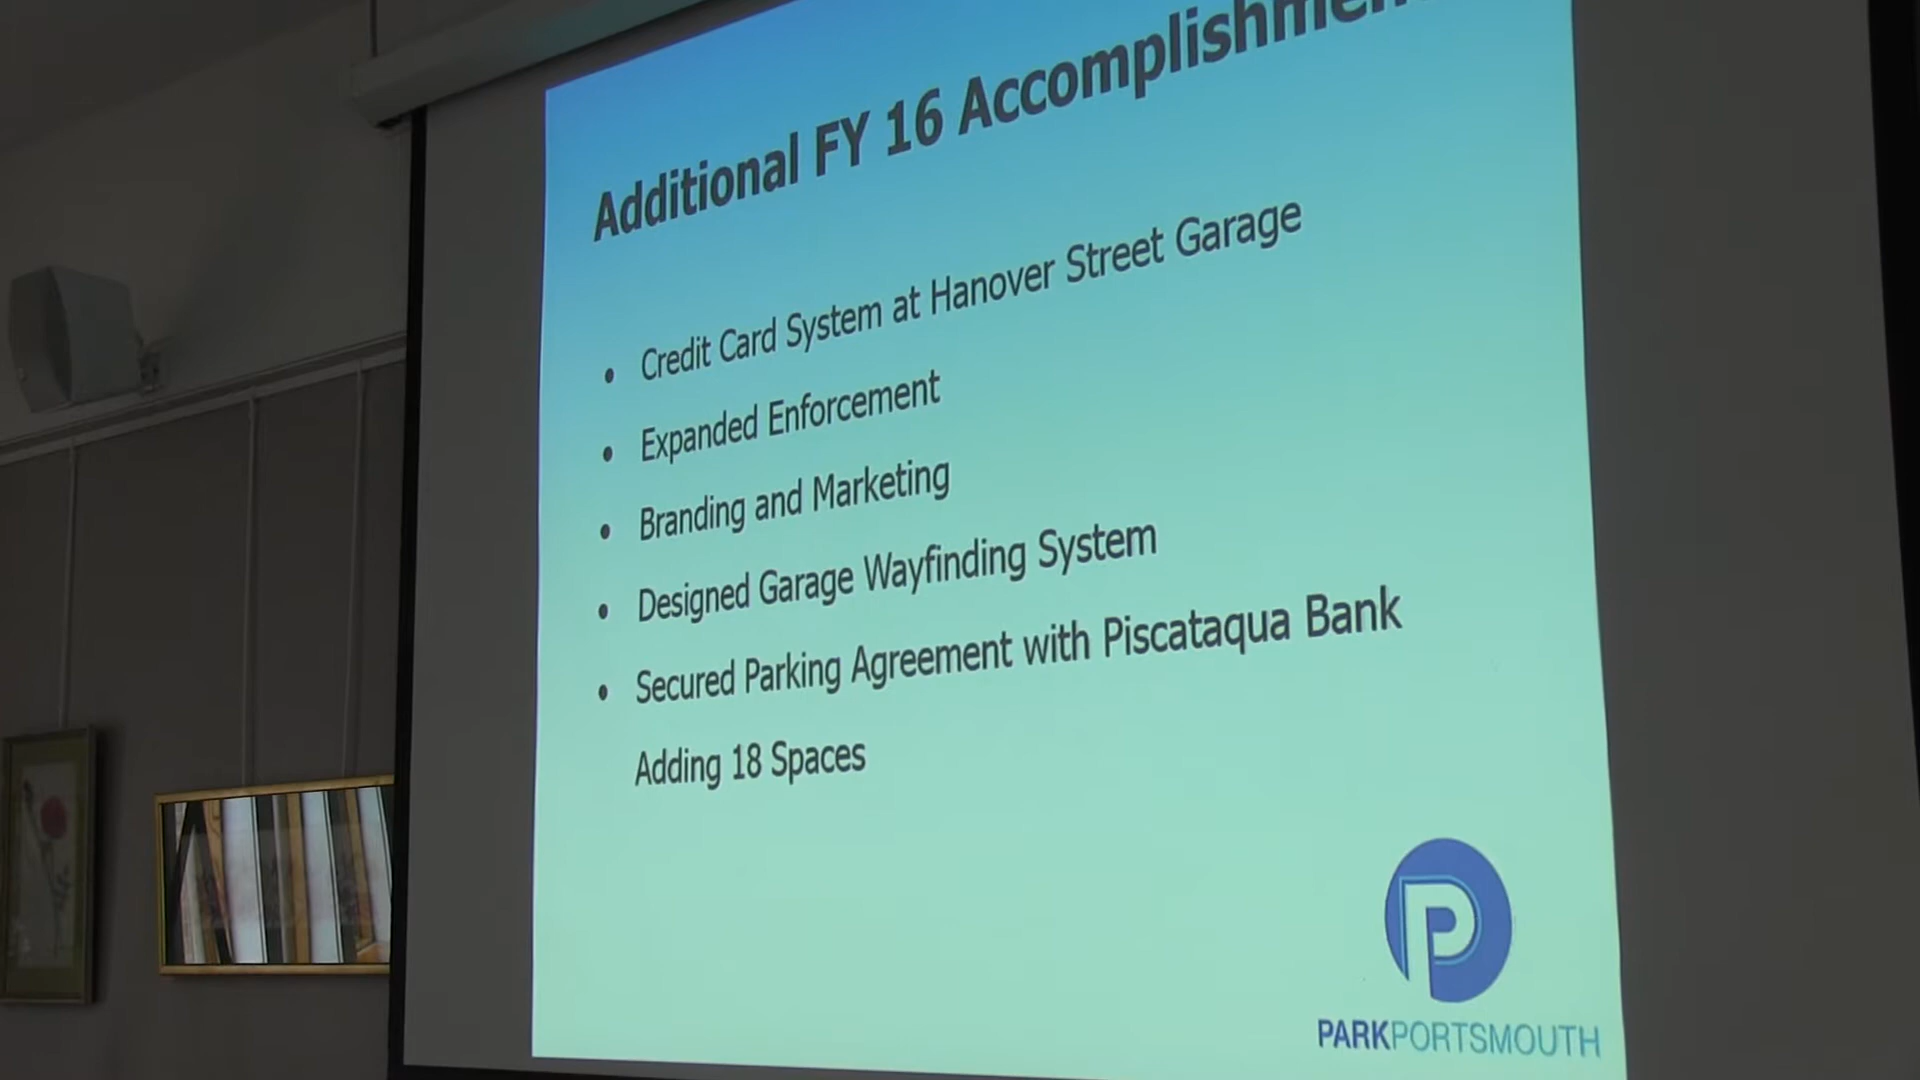 Additional FY 16 Accomplishmen
• Credit Card System at Hanover Street Garage
• Expanded Enforcement
• Branding and Marketing
• Designed Garage Wayfinding System
• Secured Parking Agreement with Piscataqua Bank
Adding 18 Spaces
P
PARKPORTSMOUTH